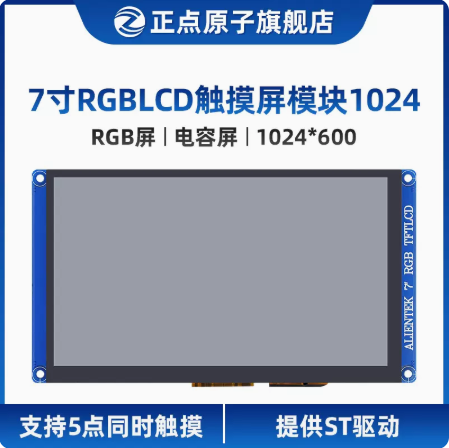 正点原子旗舰店
7寸RGBLCD触摸屏模块1024
RGB屏 | 电容屏 | 1024*600
ALIENTEK 7 RGB TFTLCD
支持5点同时触摸
提供ST驱动